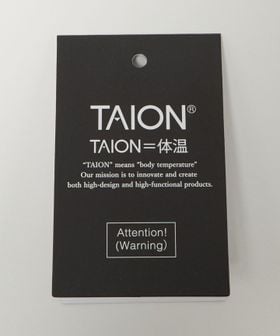 TAION®
TAION=体温
“TAION” means “body temperature”
Our mission is to innovate and create
both high-design and high-functional products.
Attention!
(Warning)